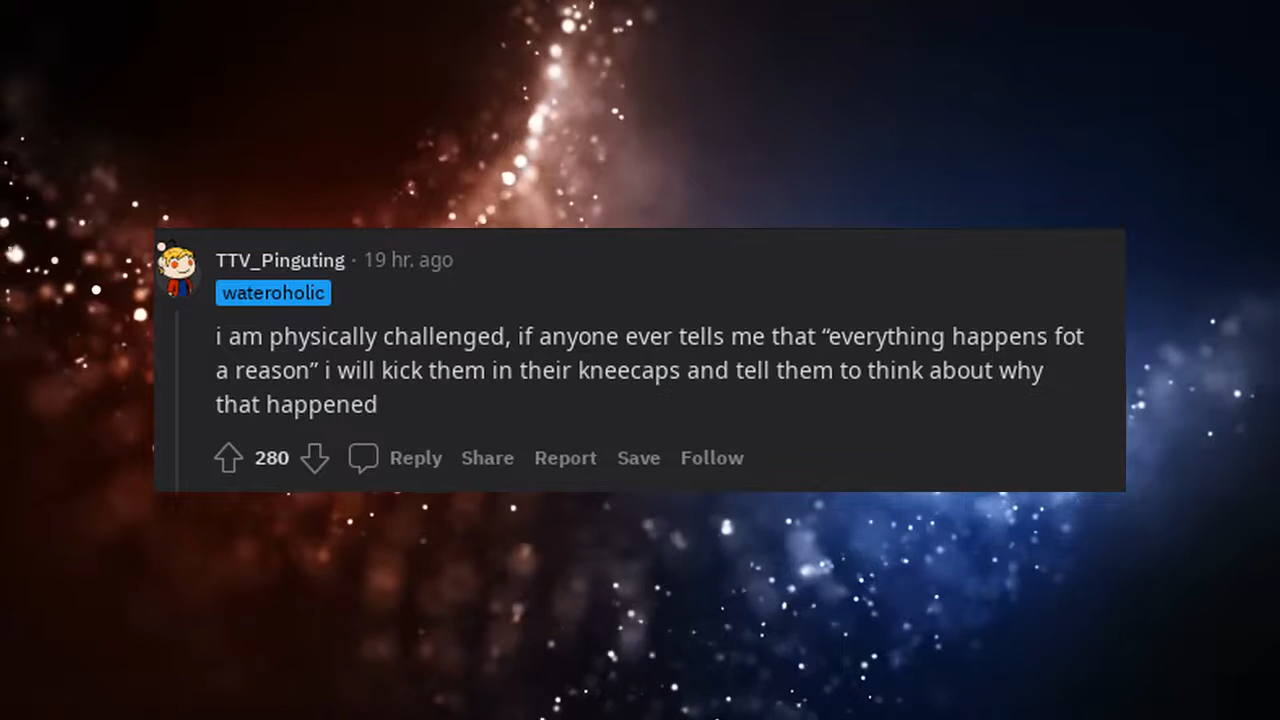 TTV_Pinguting · 19 hr. ago
wateroholic
i am physically challenged, if anyone ever tells me that “everything happens fot
a reason” i will kick them in their kneecaps and tell them to think about why
that happened
280 Reply Share Report Save Follow